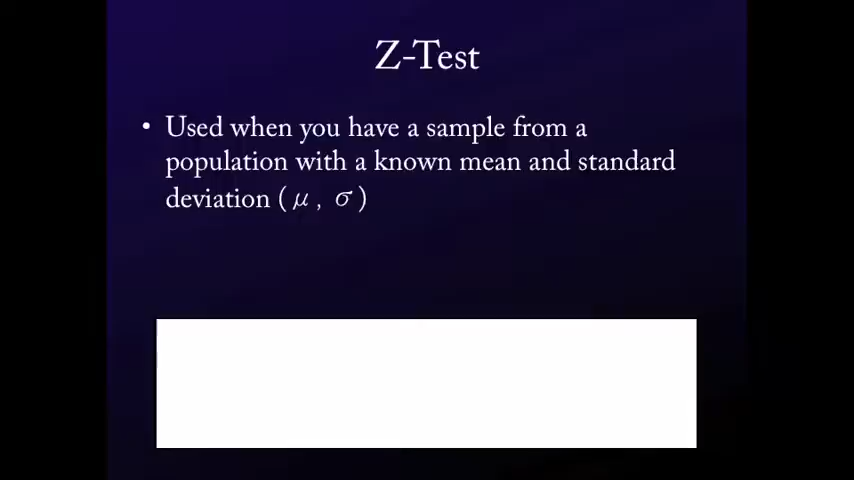 Z-Test
• Used when you have a sample from a
population with a known mean and standard
deviation ( μ , σ )